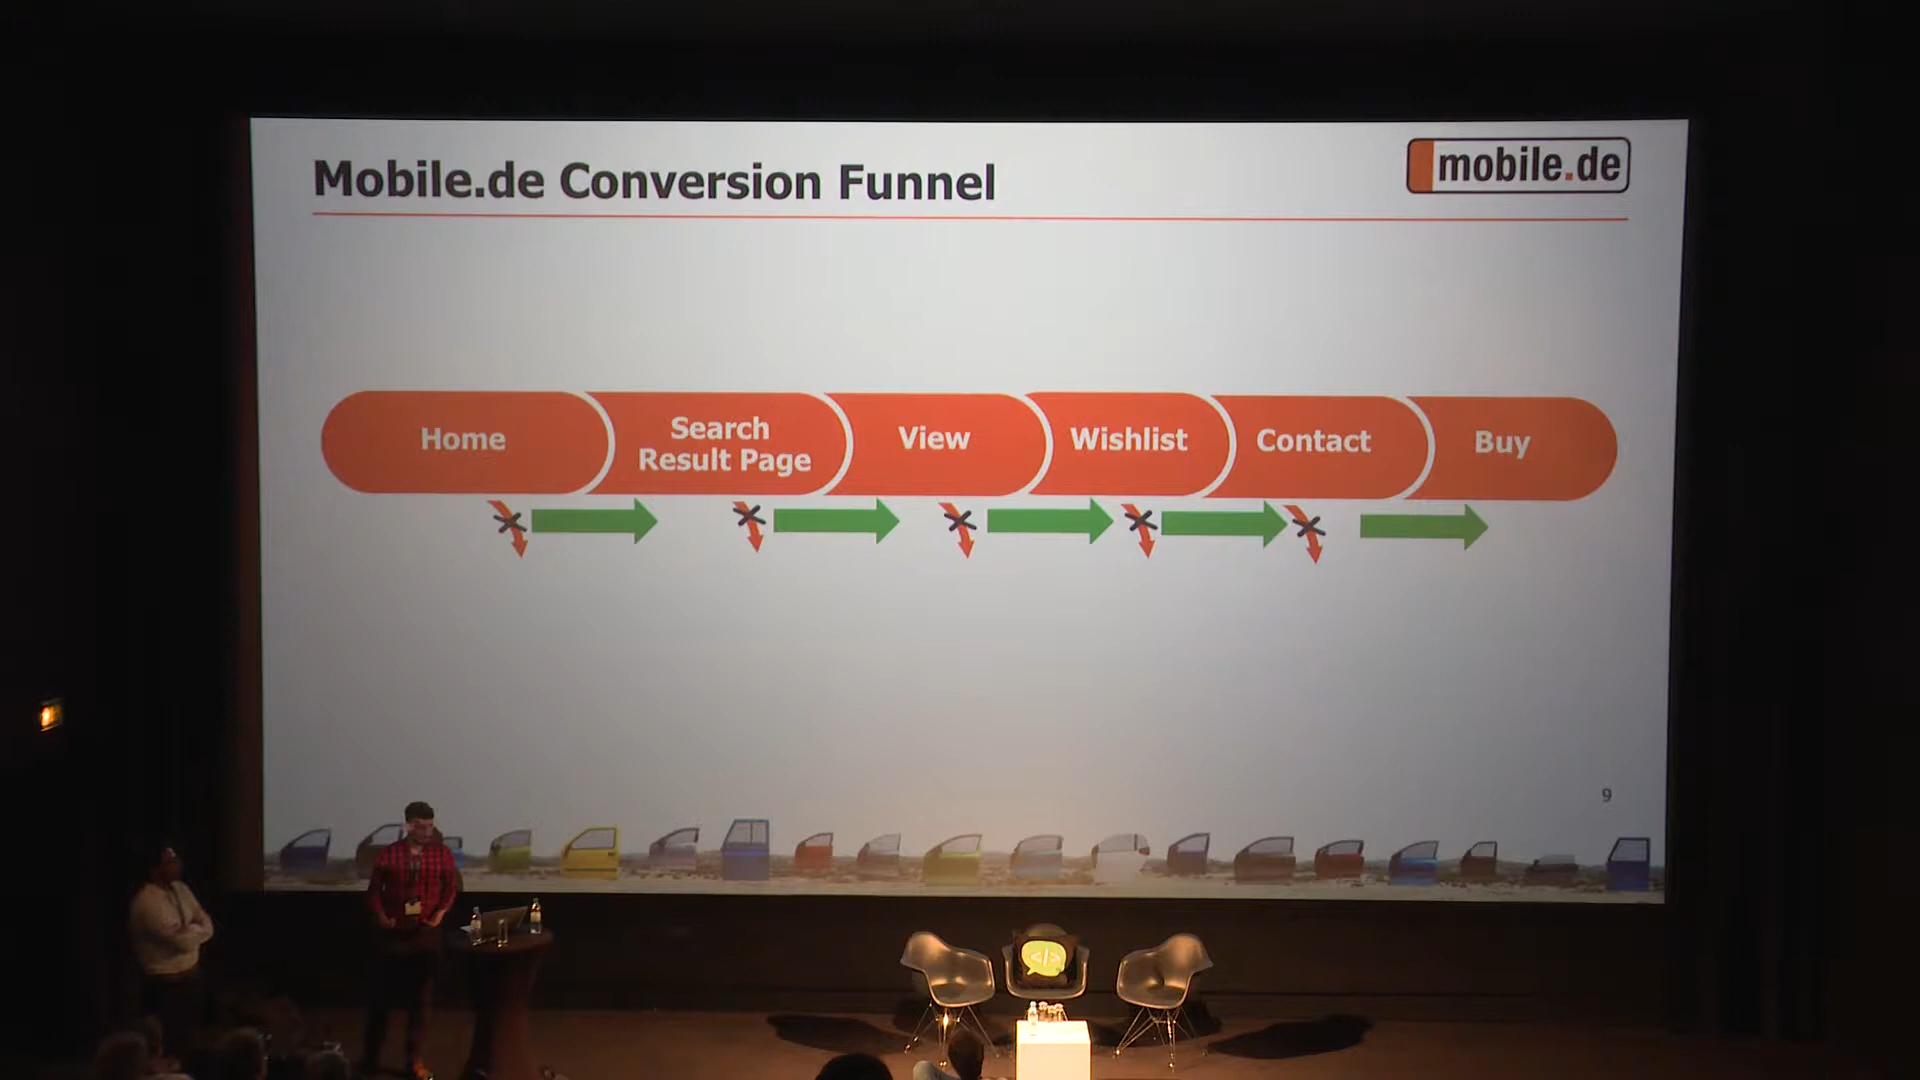 Mobile.de Conversion Funnel
mobile.de
Home
Search
Result Page
View
Wishlist
Contact
Buy
9
</>